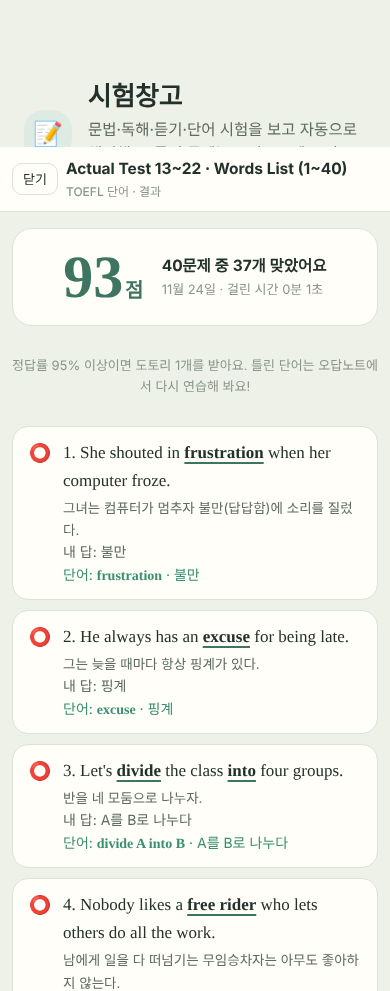 시험창고
문법·독해·듣기·단어 시험을 보고 자동으로
닫기
Actual Test 13~22 · Words List (1~40)
TOEFL 단어 · 결과
93점
40문제 중 37개 맞았어요
11월 24일 · 걸린 시간 0분 1초
정답률 95% 이상이면 도토리 1개를 받아요. 틀린 단어는 오답노트에
서 다시 연습해 봐요!
1. She shouted in frustration when her
computer froze.
그녀는 컴퓨터가 멈추자 불만(답답함)에 소리를 질렀
다.
내 답: 불만
단어: frustration · 불만
2. He always has an excuse for being late.
그는 늦을 때마다 항상 핑계가 있다.
내 답: 핑계
단어: excuse · 핑계
3. Let's divide the class into four groups.
반을 네 모둠으로 나누자.
내 답: A를 B로 나누다
단어: divide A into B · A를 B로 나누다
4. Nobody likes a free rider who lets
others do all the work.
남에게 일을 다 떠넘기는 무임승차자는 아무도 좋아하
지 않는다.